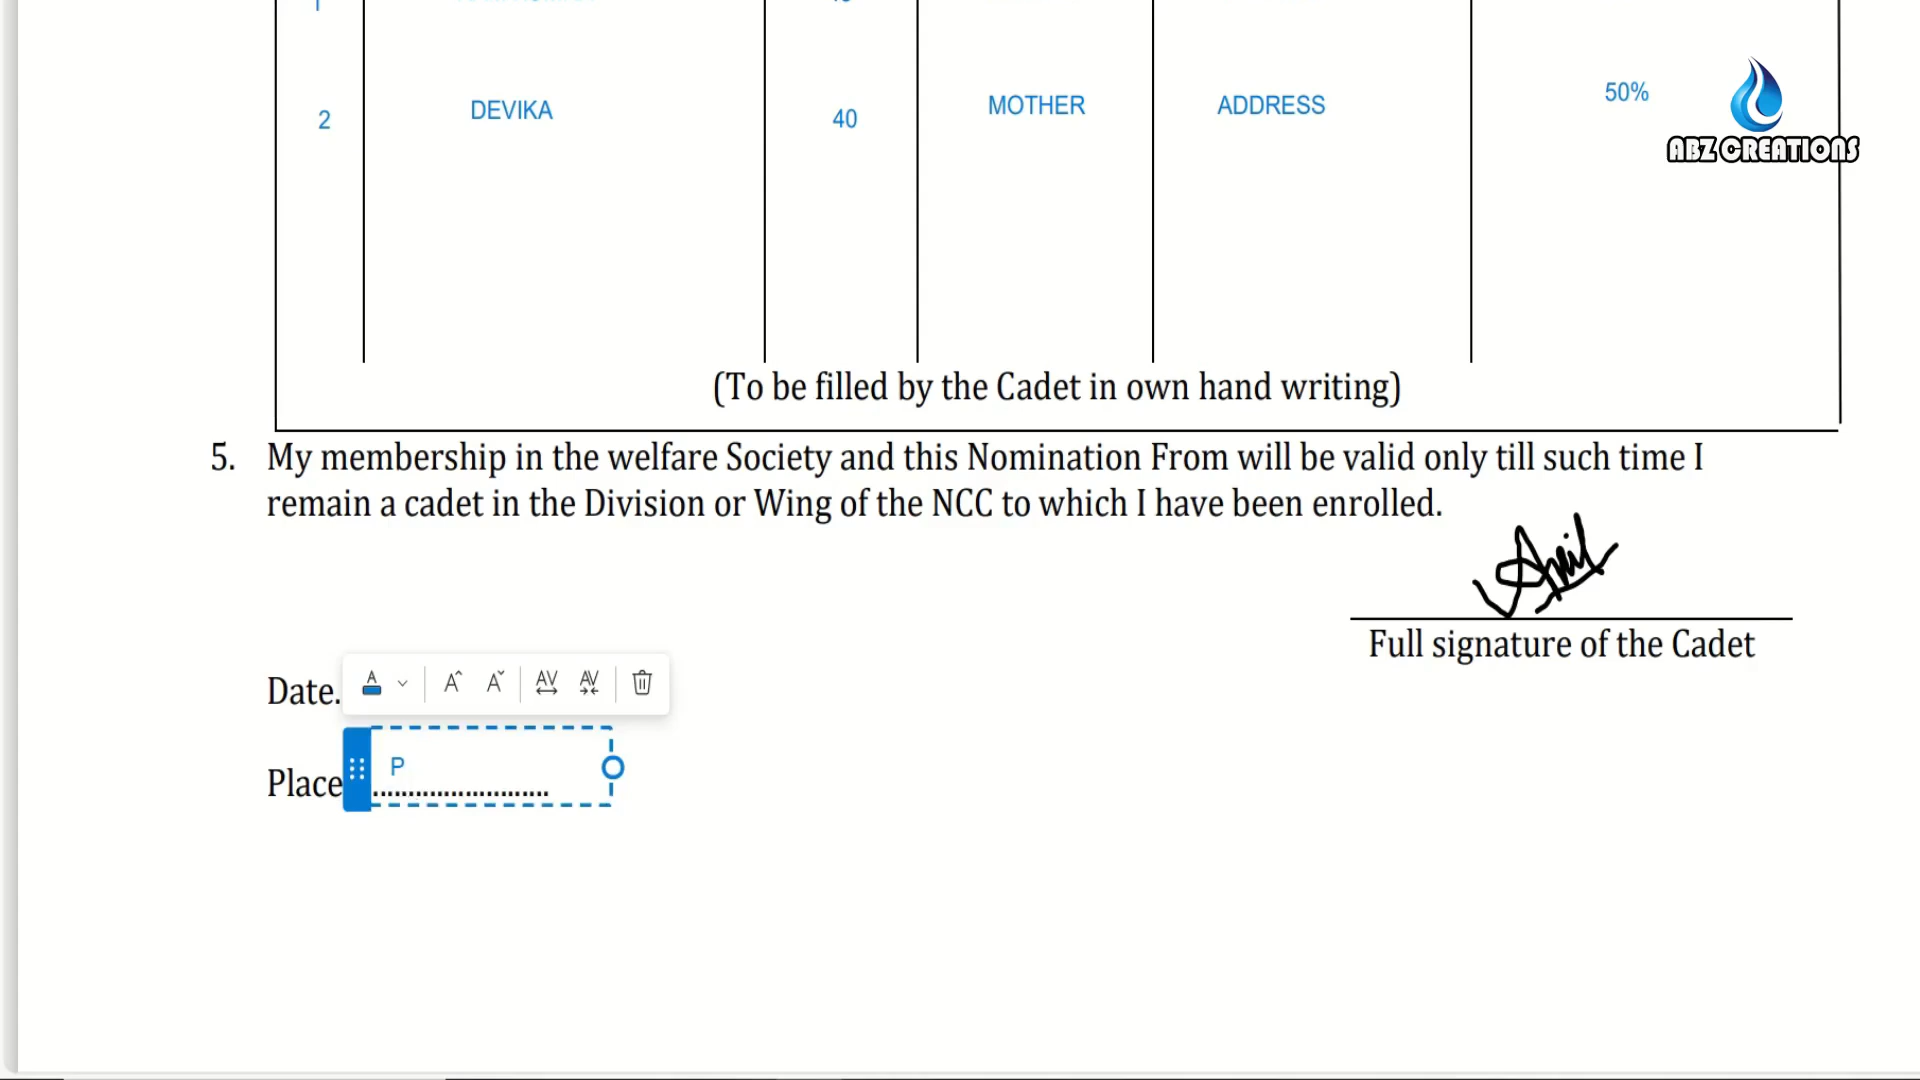 1
2 DEVIKA 40 MOTHER ADDRESS 50%
ABZ CREATIONS
(To be filled by the Cadet in own hand writing)
5. My membership in the welfare Society and this Nomination From will be valid only till such time I
remain a cadet in the Division or Wing of the NCC to which I have been enrolled.
Anil
Full signature of the Cadet
Date.
Place P ..........................